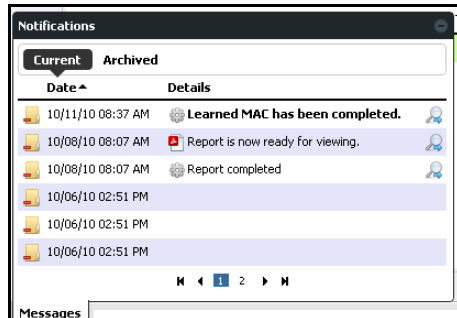 Notifications
Current Archived
Date Details
10/11/10 08:37 AM Learned MAC has been completed.
10/08/10 08:07 AM Report is now ready for viewing.
10/08/10 08:07 AM Report completed
10/06/10 02:51 PM
10/06/10 02:51 PM
10/06/10 02:51 PM
1 2
Messages